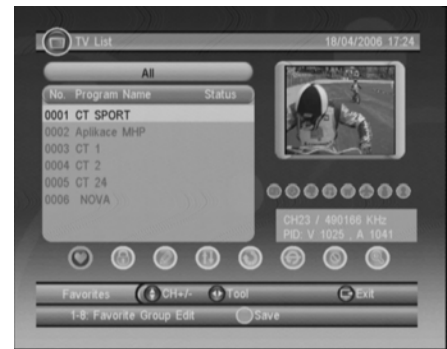 TV List 18/04/2006 17:24
All
No. Program Name Status
0001 CT SPORT
0002 Aplikace MHP
0003 CT 1
0004 CT 2
0005 CT 24
0006 NOVA
CH23 / 490166 KHz
PID: V 1025 , A 1041
Favorites CH+/- Tool Exit
1-8: Favorite Group Edit Save